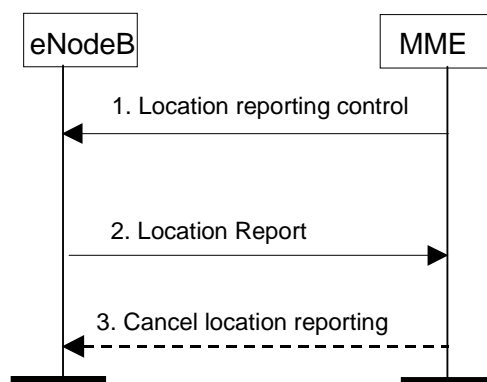 eNodeB
MME
1. Location reporting control
2. Location Report
3. Cancel location reporting